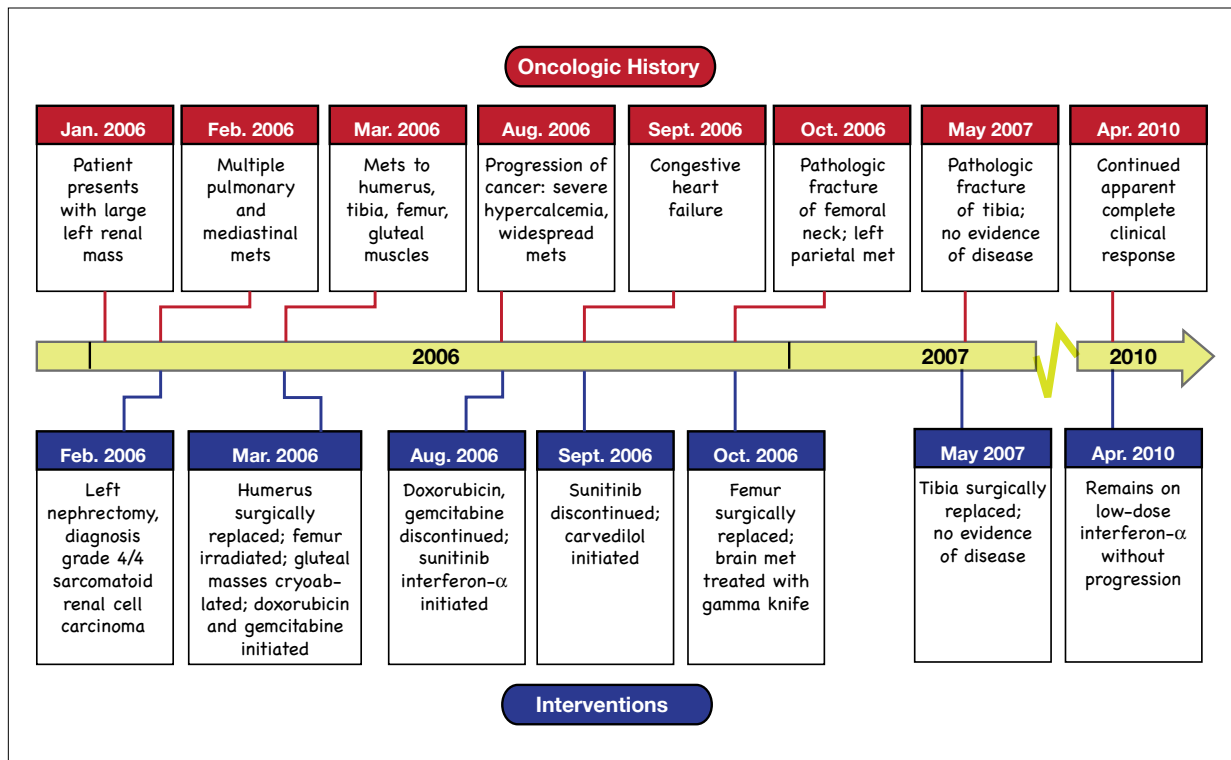 Oncologic History
Jan. 2006
Patient
presents
with large
left renal
mass
Feb. 2006
Multiple
pulmonary
and
mediastinal
mets
Mar. 2006
Mets to
humerus,
tibia, femur,
gluteal
muscles
Aug. 2006
Progression of
cancer: severe
hypercalcemia,
widespread
mets
Sept. 2006
Congestive
heart
failure
Oct. 2006
Pathologic
fracture
of femoral
neck; left
parietal met
May 2007
Pathologic
fracture
of tibia;
no evidence
of disease
Apr. 2010
Continued
apparent
complete
clinical
response
2006
2007
2010
Feb. 2006
Left
nephrectomy,
diagnosis
grade 4/4
sarcomatoid
renal cell
carcinoma
Mar. 2006
Humerus
surgically
replaced; femur
irradiated; gluteal
masses cryoab-
lated; doxorubicin
and gemcitabine
initiated
Aug. 2006
Doxorubicin,
gemcitabine
discontinued;
sunitinib
interferon-α
initiated
Sept. 2006
Sunitinib
discontinued;
carvedilol
initiated
Oct. 2006
Femur
surgically
replaced;
brain met
treated with
gamma knife
May 2007
Tibia surgically
replaced;
no evidence
of disease
Apr. 2010
Remains on
low-dose
interferon-α
without
progression
Interventions